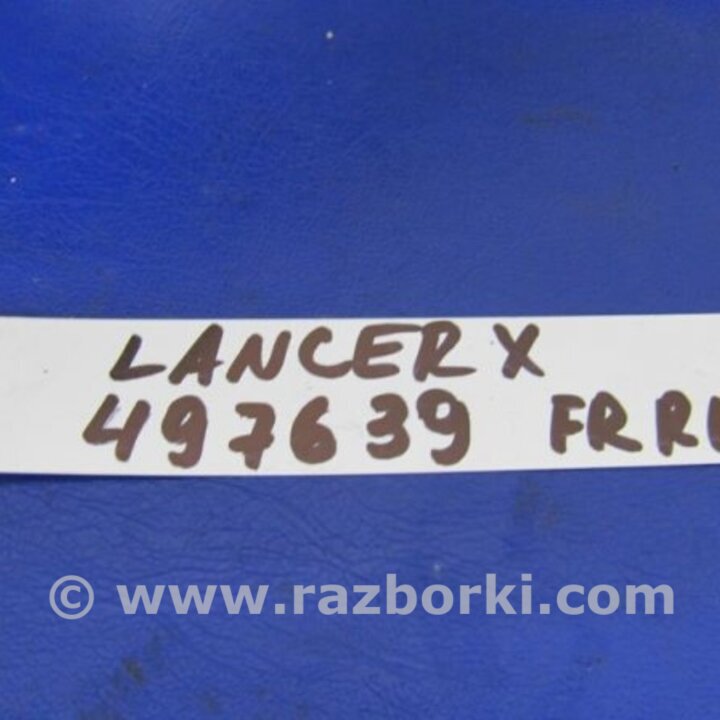 LANCER X
497639 FR
© www.razborki.com